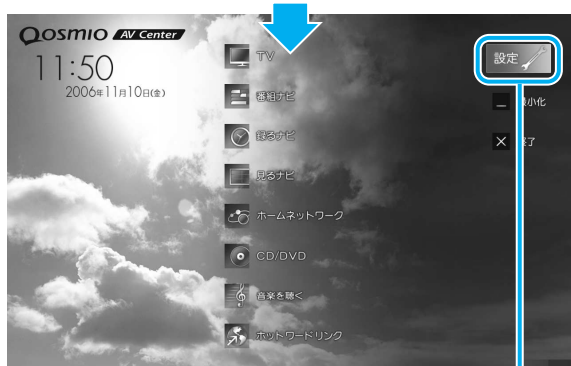 Qosmio AV Center
11:50
2006年11月10日(金)
TV
番組ナビ
録るナビ
見るナビ
ホームネットワーク
CD/DVD
音楽を聴く
ホットワードリンク
設定
小化
了